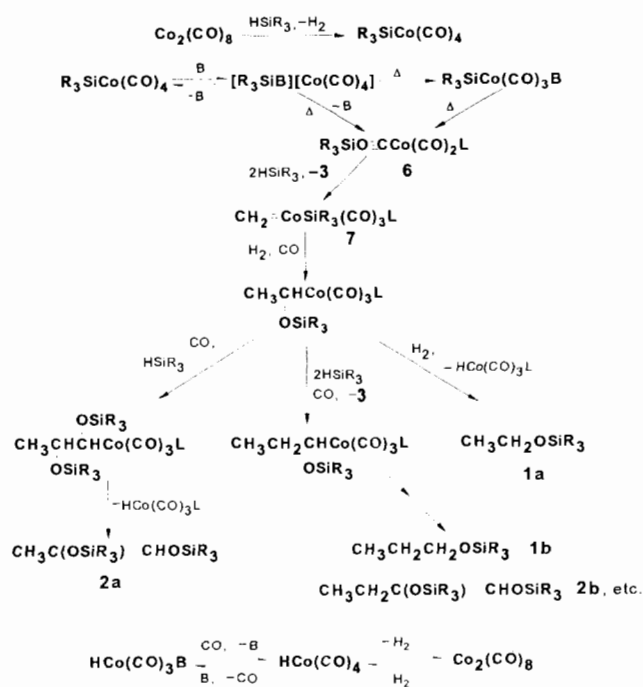 Co2(CO)8 HSiR3, -H2 R3SiCo(CO)4
R3SiCo(CO)4 B -B [R3SiB][Co(CO)4] Δ R3SiCo(CO)3B
Δ -B Δ
R3SiO CCo(CO)2L
2HSiR3, -3 6
CH2 CoSiR3(CO)3L
7
H2, CO
CH3CHCo(CO)3L
OSiR3
CO, HSiR3
2HSiR3 CO, -3
H2, -HCo(CO)3L
OSiR3
CH3CHCHCo(CO)3L CH3CH2CHCo(CO)3L CH3CH2OSiR3
OSiR3 OSiR3 1a
-HCo(CO)3L
CH3C(OSiR3) CHOSiR3 CH3CH2CH2OSiR3 1b
2a
CH3CH2C(OSiR3) CHOSiR3 2b, etc.
HCo(CO)3B CO, -B B, -CO HCo(CO)4 -H2 H2 Co2(CO)8